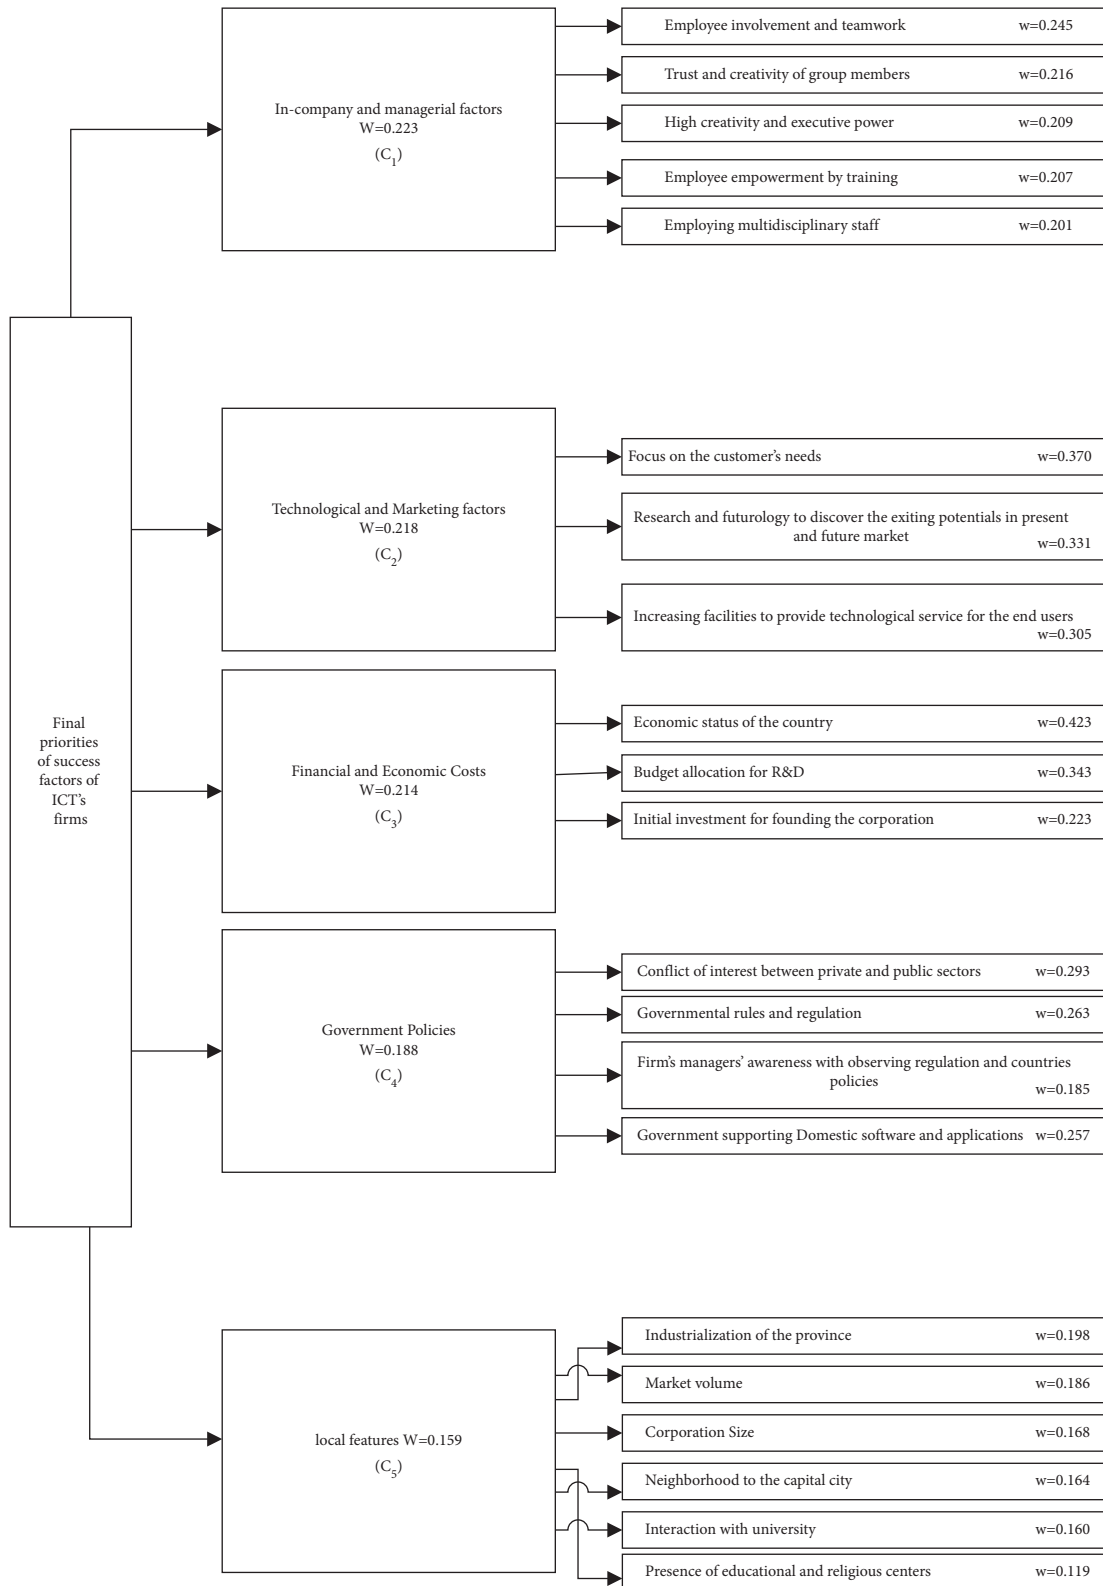 Final
priorities
of success
factors of
ICT's
firms
In-company and managerial factors
W=0.223
(C1)
Employee involvement and teamwork w=0.245
Trust and creativity of group members w=0.216
High creativity and executive power w=0.209
Employee empowerment by training w=0.207
Employing multidisciplinary staff w=0.201
Technological and Marketing factors
W=0.218
(C2)
Focus on the customer's needs w=0.370
Research and futurology to discover the exiting potentials in present
and future market
w=0.331
Increasing facilities to provide technological service for the end users
w=0.305
Financial and Economic Costs
W=0.214
(C3)
Economic status of the country w=0.423
Budget allocation for R&D w=0.343
Initial investment for founding the corporation w=0.223
Government Policies
W=0.188
(C4)
Conflict of interest between private and public sectors w=0.293
Governmental rules and regulation w=0.263
Firm's managers' awareness with observing regulation and countries
policies
w=0.185
Government supporting Domestic software and applications w=0.257
local features W=0.159
(C5)
Industrialization of the province w=0.198
Market volume w=0.186
Corporation Size w=0.168
Neighborhood to the capital city w=0.164
Interaction with university w=0.160
Presence of educational and religious centers w=0.119